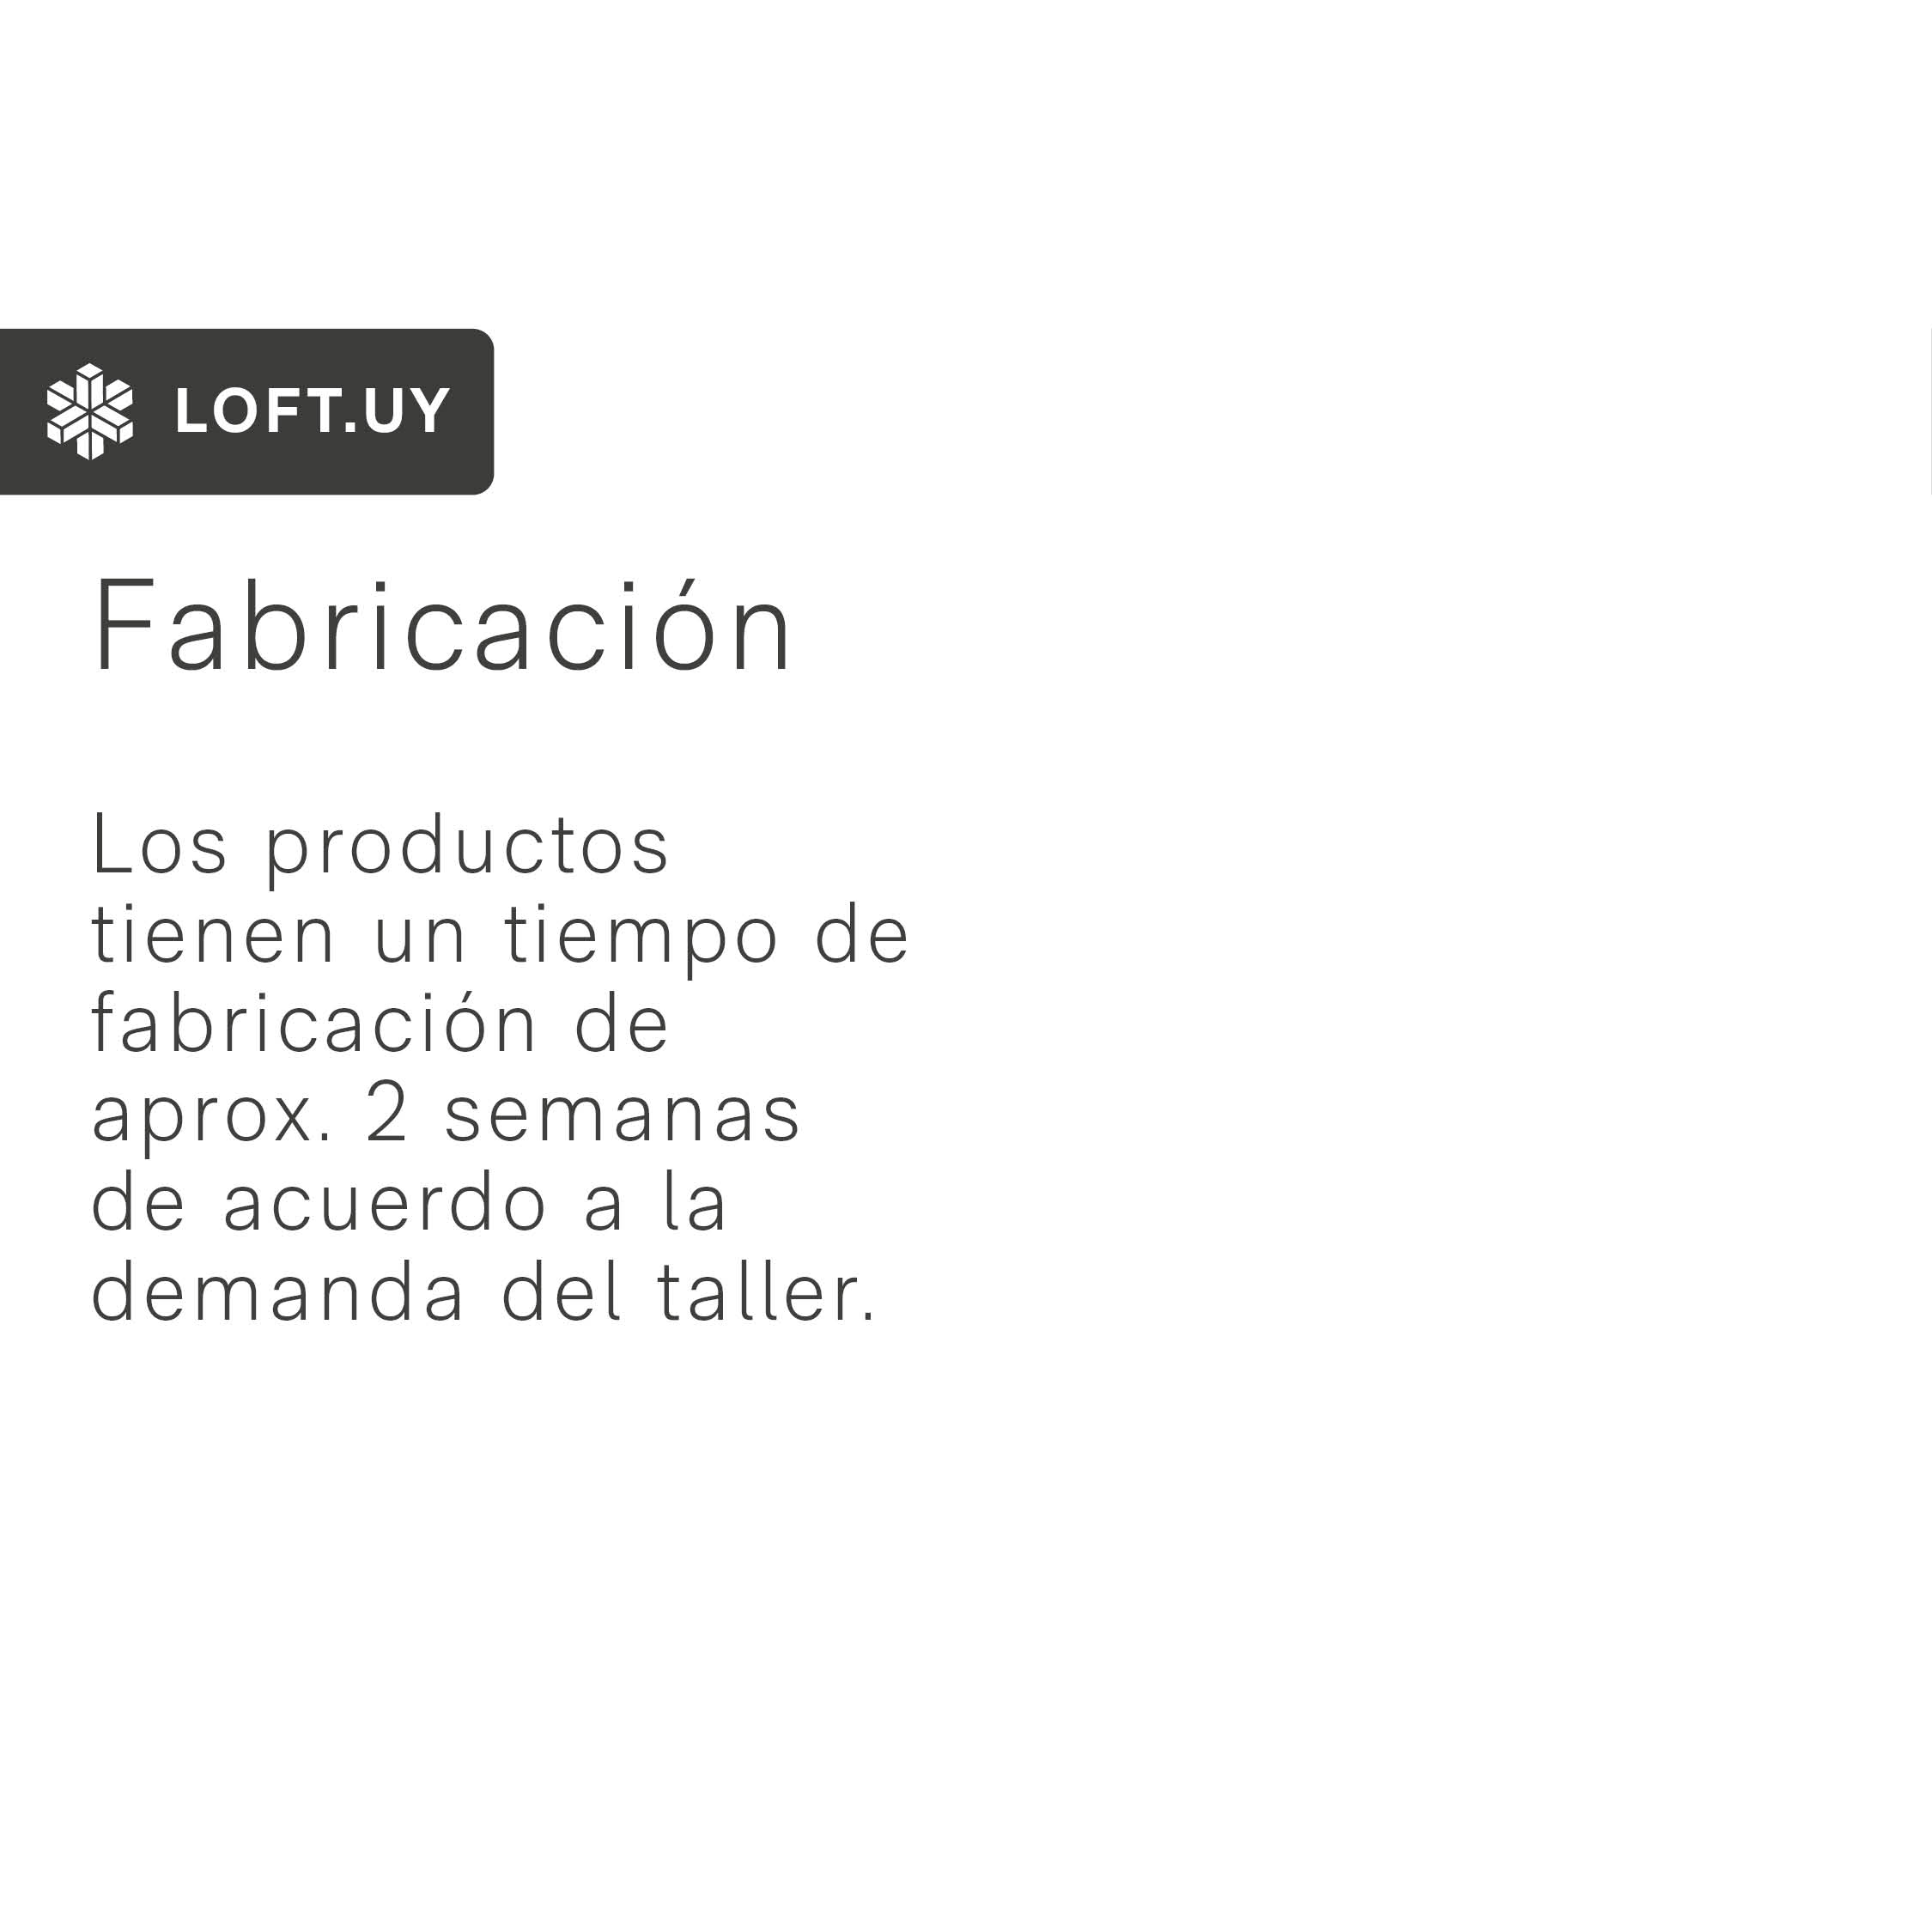 LOFT.UY
Fabricación
Los productos
tienen un tiempo de
fabricación de
aprox. 2 semanas
de acuerdo a la
demanda del taller.